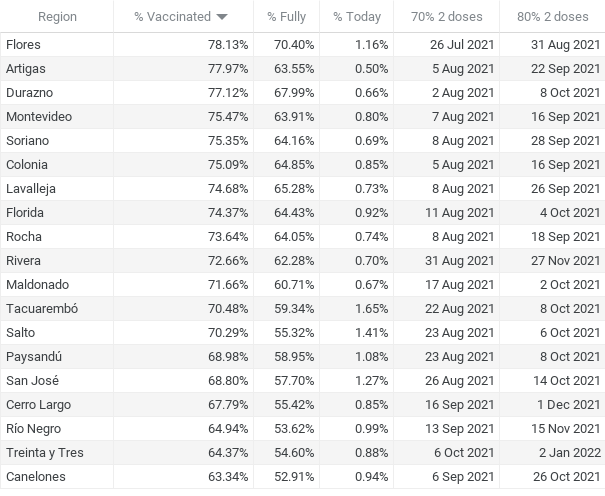 Region % Vaccinated % Fully % Today 70% 2 doses 80% 2 doses
Flores 78.13% 70.40% 1.16% 26 Jul 2021 31 Aug 2021
Artigas 77.97% 63.55% 0.50% 5 Aug 2021 22 Sep 2021
Durazno 77.12% 67.99% 0.66% 2 Aug 2021 8 Oct 2021
Montevideo 75.47% 63.91% 0.80% 7 Aug 2021 16 Sep 2021
Soriano 75.35% 64.16% 0.69% 8 Aug 2021 28 Sep 2021
Colonia 75.09% 64.85% 0.85% 5 Aug 2021 16 Sep 2021
Lavalleja 74.68% 65.28% 0.73% 8 Aug 2021 26 Sep 2021
Florida 74.37% 64.43% 0.92% 11 Aug 2021 4 Oct 2021
Rocha 73.64% 64.05% 0.74% 8 Aug 2021 18 Sep 2021
Rivera 72.66% 62.28% 0.70% 31 Aug 2021 27 Nov 2021
Maldonado 71.66% 60.71% 0.67% 17 Aug 2021 2 Oct 2021
Tacuarembó 70.48% 59.34% 1.65% 22 Aug 2021 8 Oct 2021
Salto 70.29% 55.32% 1.41% 23 Aug 2021 6 Oct 2021
Paysandú 68.98% 58.95% 1.08% 23 Aug 2021 8 Oct 2021
San José 68.80% 57.70% 1.27% 26 Aug 2021 14 Oct 2021
Cerro Largo 67.79% 55.42% 0.85% 16 Sep 2021 1 Dec 2021
Río Negro 64.94% 53.62% 0.99% 13 Sep 2021 15 Nov 2021
Treinta y Tres 64.37% 54.60% 0.88% 6 Oct 2021 2 Jan 2022
Canelones 63.34% 52.91% 0.94% 6 Sep 2021 26 Oct 2021